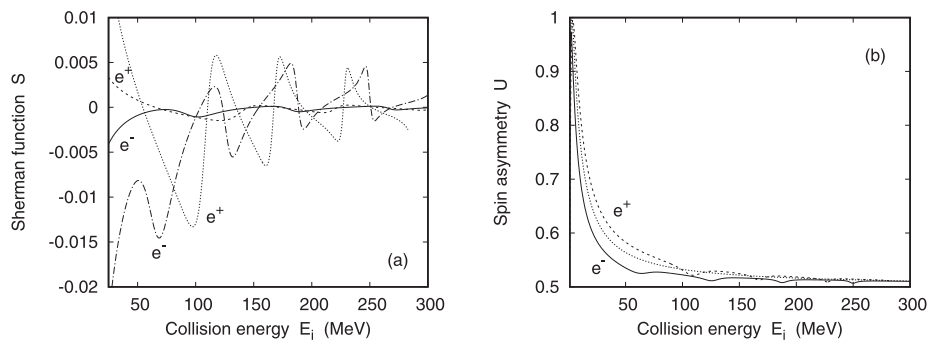 0.01
0.005
0
-0.005
-0.01
-0.015
-0.02
Sherman function S
e+
e-
e-
e+
(a)
50 100 150 200 250 300
Collision energy Ei (MeV)
1
0.9
0.8
0.7
0.6
0.5
Spin asymmetry U
(b)
e+
e-
50 100 150 200 250 300
Collision energy Ei (MeV)